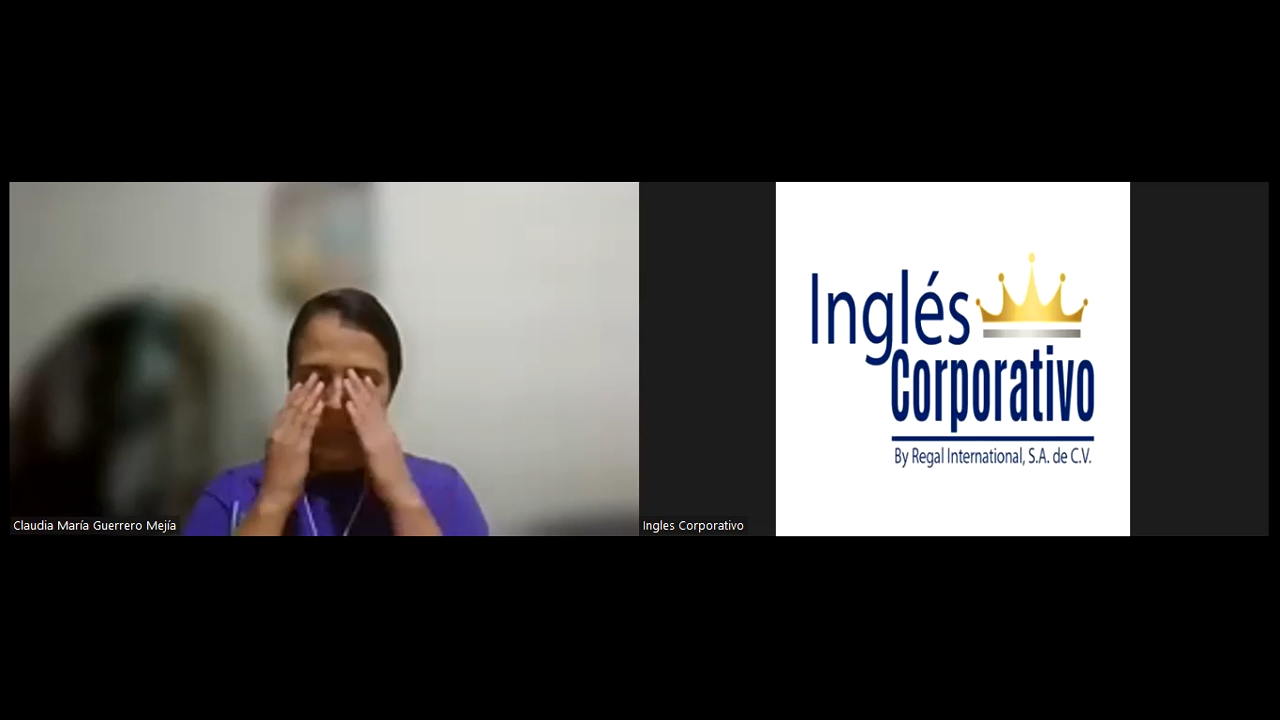 Inglés
Corporativo
By Regal International, S.A. de C.V.
Claudia María Guerrero Mejía
Ingles Corporativo